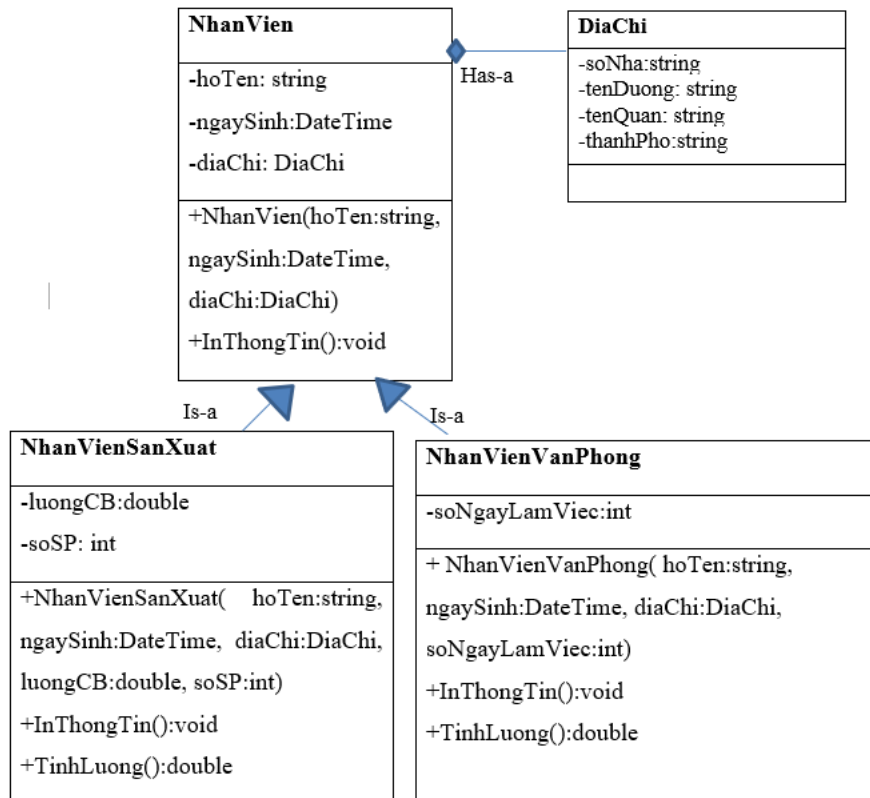 NhanVien
-hoTen: string
-ngaySinh:DateTime
-diaChi: DiaChi
+NhanVien(hoTen:string,
ngaySinh:DateTime,
diaChi:DiaChi)
+InThongTin():void
Has-a
DiaChi
-soNha:string
-tenDuong: string
-tenQuan: string
-thanhPho:string
Is-a
Is-a
NhanVienSanXuat
-luongCB:double
-soSP: int
+NhanVienSanXuat( hoTen:string,
ngaySinh:DateTime, diaChi:DiaChi,
luongCB:double, soSP:int)
+InThongTin():void
+TinhLuong():double
NhanVienVanPhong
-soNgayLamViec:int
+ NhanVienVanPhong( hoTen:string,
ngaySinh:DateTime, diaChi:DiaChi,
soNgayLamViec:int)
+InThongTin():void
+TinhLuong():double